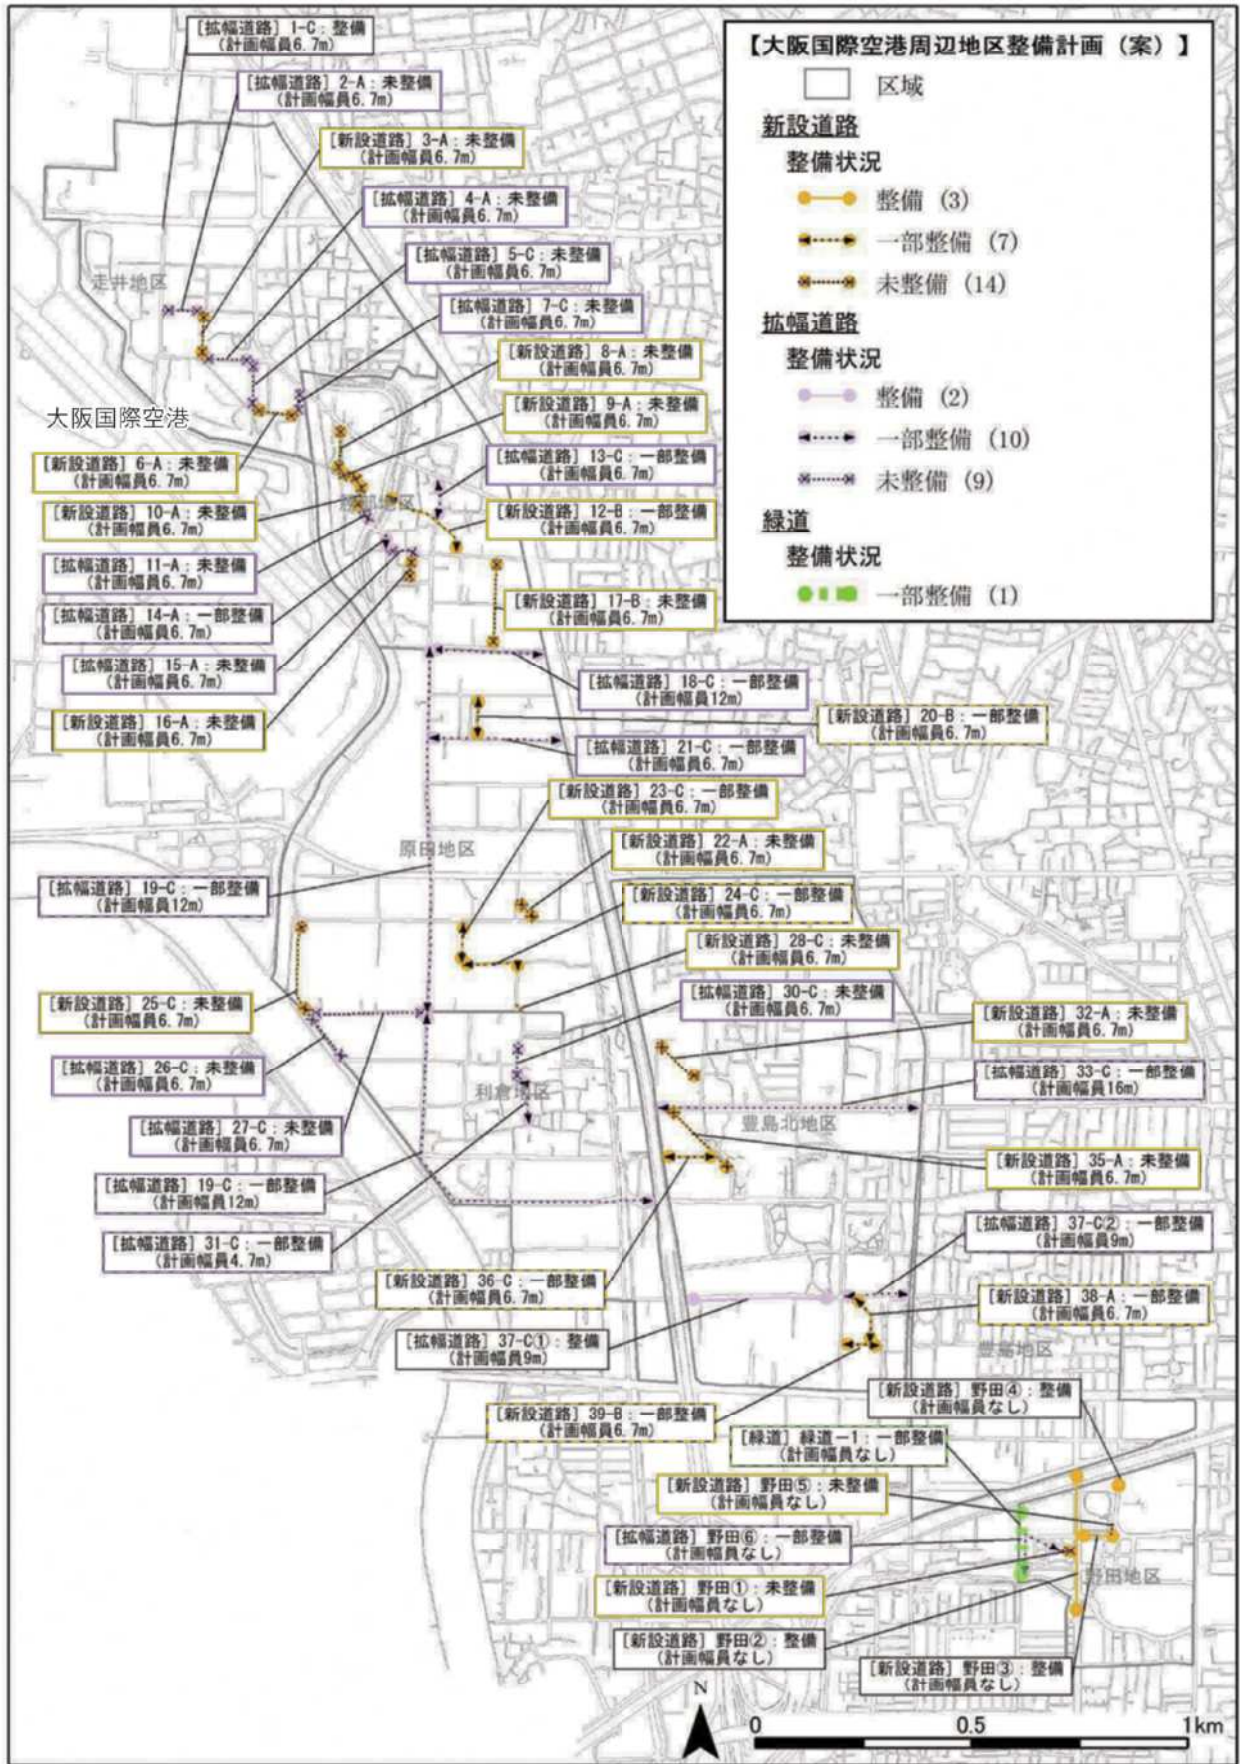 [拡幅道路] 1-C:整備
(計画幅員6.7m)
[拡幅道路] 2-A:未整備
(計画幅員6.7m)
[新設道路] 3-A:未整備
(計画幅員6.7m)
[拡幅道路] 4-A:未整備
(計画幅員6.7m)
[拡幅道路] 5-C:未整備
(計画幅員6.7m)
[拡幅道路] 7-C:未整備
(計画幅員6.7m)
[新設道路] 8-A:未整備
(計画幅員6.7m)
[新設道路] 9-A:未整備
(計画幅員6.7m)
[拡幅道路] 13-C:一部整備
(計画幅員6.7m)
[新設道路] 12-B:一部整備
(計画幅員6.7m)
[新設道路] 17-B:未整備
(計画幅員6.7m)
【大阪国際空港周辺地区整備計画(案)】
区域
新設道路
整備状況
整備 (3)
一部整備 (7)
未整備 (14)
拡幅道路
整備状況
整備 (2)
一部整備 (10)
未整備 (9)
緑道
整備状況
一部整備 (1)
走井地区
大阪国際空港
[新設道路] 6-A:未整備
(計画幅員6.7m)
[新設道路] 10-A:未整備
(計画幅員6.7m)
[拡幅道路] 11-A:未整備
(計画幅員6.7m)
[拡幅道路] 14-A:一部整備
(計画幅員6.7m)
[拡幅道路] 15-A:未整備
(計画幅員6.7m)
[新設道路] 16-A:未整備
(計画幅員6.7m)
[拡幅道路] 18-C:一部整備
(計画幅員12m)
[新設道路] 20-B:一部整備
(計画幅員6.7m)
[拡幅道路] 21-C:一部整備
(計画幅員6.7m)
[新設道路] 23-C:一部整備
(計画幅員6.7m)
[新設道路] 22-A:未整備
(計画幅員6.7m)
原田地区
[拡幅道路] 19-C:一部整備
(計画幅員12m)
[新設道路] 24-C:一部整備
(計画幅員6.7m)
[新設道路] 28-C:未整備
(計画幅員6.7m)
[拡幅道路] 30-C:未整備
(計画幅員6.7m)
[新設道路] 25-C:未整備
(計画幅員6.7m)
[新設道路] 32-A:未整備
(計画幅員6.7m)
[拡幅道路] 26-C:未整備
(計画幅員6.7m)
[拡幅道路] 33-C:一部整備
(計画幅員16m)
利倉地区
豊島北地区
[拡幅道路] 27-C:未整備
(計画幅員6.7m)
[新設道路] 35-A:未整備
(計画幅員6.7m)
[拡幅道路] 19-C:一部整備
(計画幅員12m)
[拡幅道路] 31-C:一部整備
(計画幅員4.7m)
[拡幅道路] 37-C②:一部整備
(計画幅員9m)
[新設道路] 36-C:一部整備
(計画幅員6.7m)
[新設道路] 38-A:一部整備
(計画幅員6.7m)
[拡幅道路] 37-C①:整備
(計画幅員9m)
豊島地区
[新設道路] 野田④:整備
(計画幅員なし)
[新設道路] 39-B:一部整備
(計画幅員6.7m)
[緑道] 緑道-1:一部整備
(計画幅員なし)
[新設道路] 野田⑤:未整備
(計画幅員なし)
[拡幅道路] 野田⑥:一部整備
(計画幅員なし)
[新設道路] 野田①:未整備
(計画幅員なし)
野田地区
[新設道路] 野田②:整備
(計画幅員なし)
[新設道路] 野田③:整備
(計画幅員なし)
N
0 0.5 1km